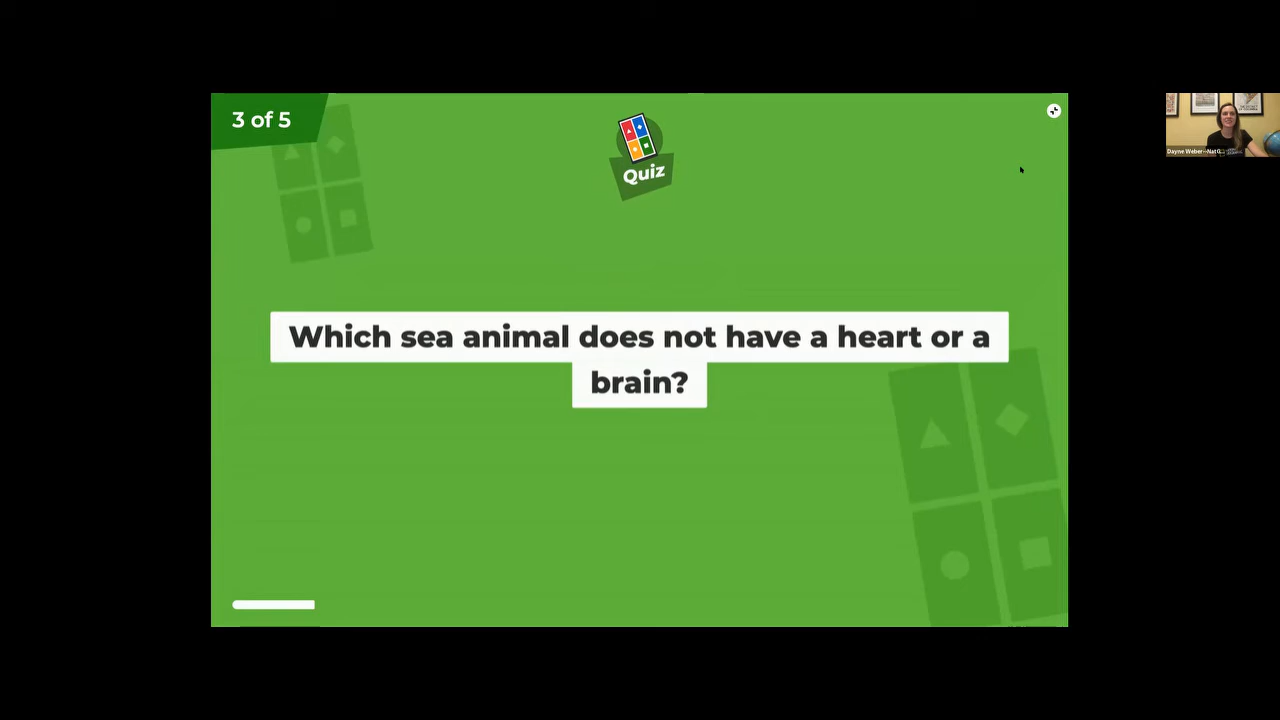 3 of 5
Quiz
Which sea animal does not have a heart or a
brain?